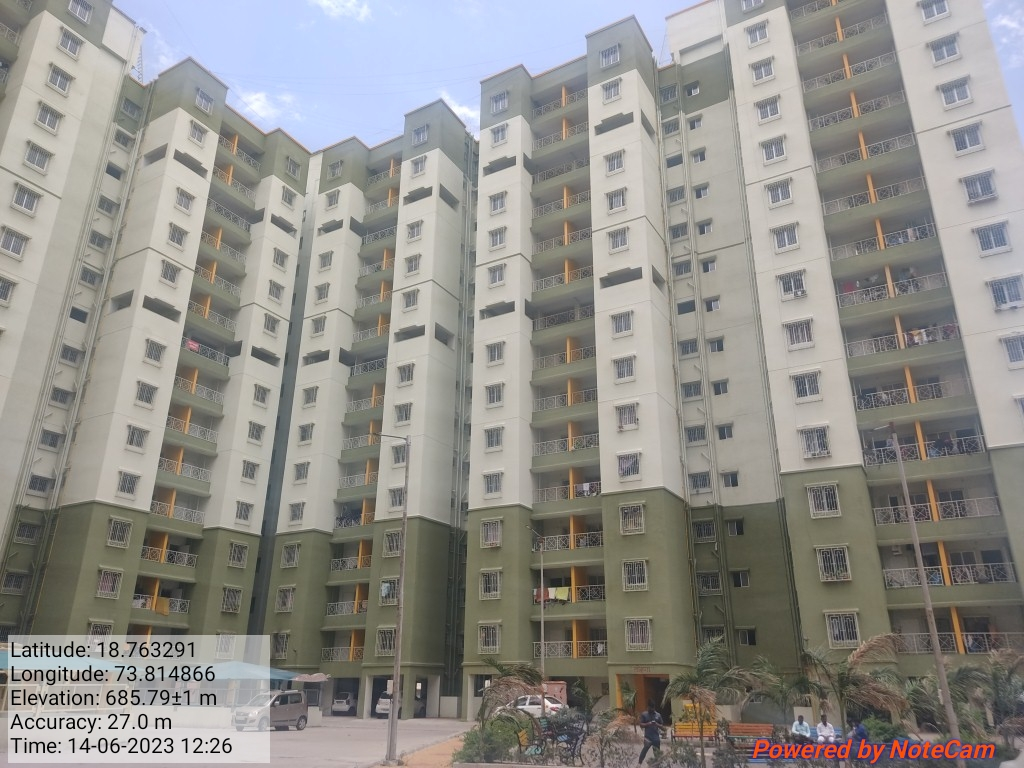 Latitude: 18.763291
Longitude: 73.814866
Elevation: 685.79±1 m
Accuracy: 27.0 m
Time: 14-06-2023 12:26
Powered by NoteCam